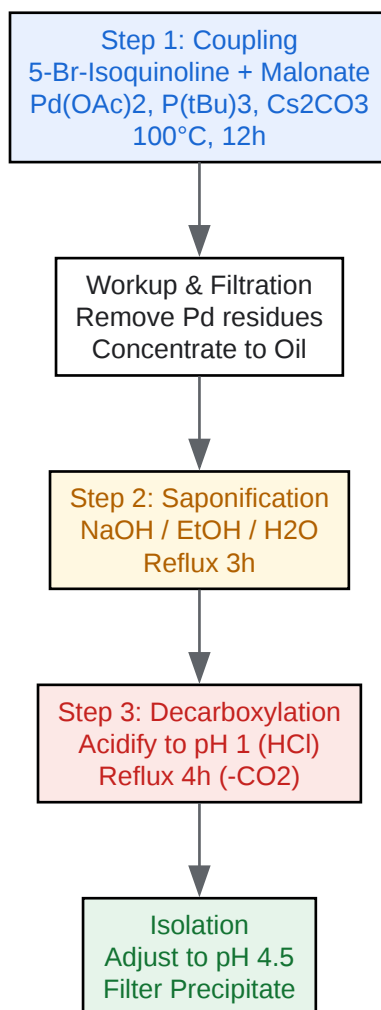 Step 1: Coupling
5-Br-Isoquinoline + Malonate
Pd(OAc)2, P(tBu)3, Cs2CO3
100°C, 12h
Workup & Filtration
Remove Pd residues
Concentrate to Oil
Step 2: Saponification
NaOH / EtOH / H2O
Reflux 3h
Step 3: Decarboxylation
Acidify to pH 1 (HCl)
Reflux 4h (-CO2)
Isolation
Adjust to pH 4.5
Filter Precipitate